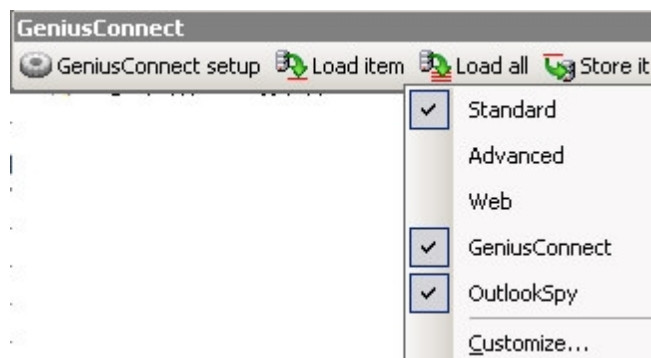 GeniusConnect
GeniusConnect setup Load item Load all Store it
Standard
Advanced
Web
GeniusConnect
OutlookSpy
Customize...